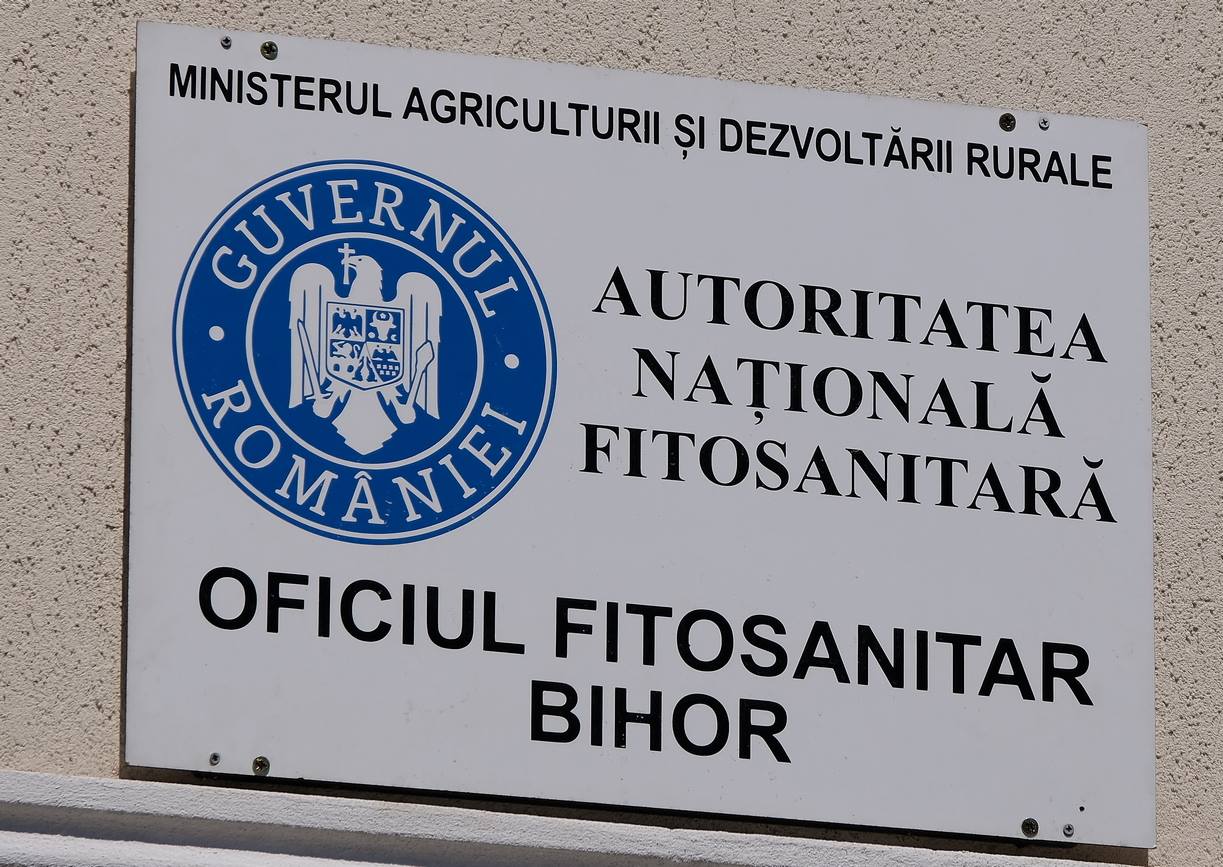 MINISTERUL AGRICULTURII ȘI DEZVOLTĂRII RURALE
GUVERNUL
ROMÂNIEI
AUTORITATEA
NAȚIONALĂ
FITOSANITARĂ
OFICIUL FITOSANITAR
BIHOR